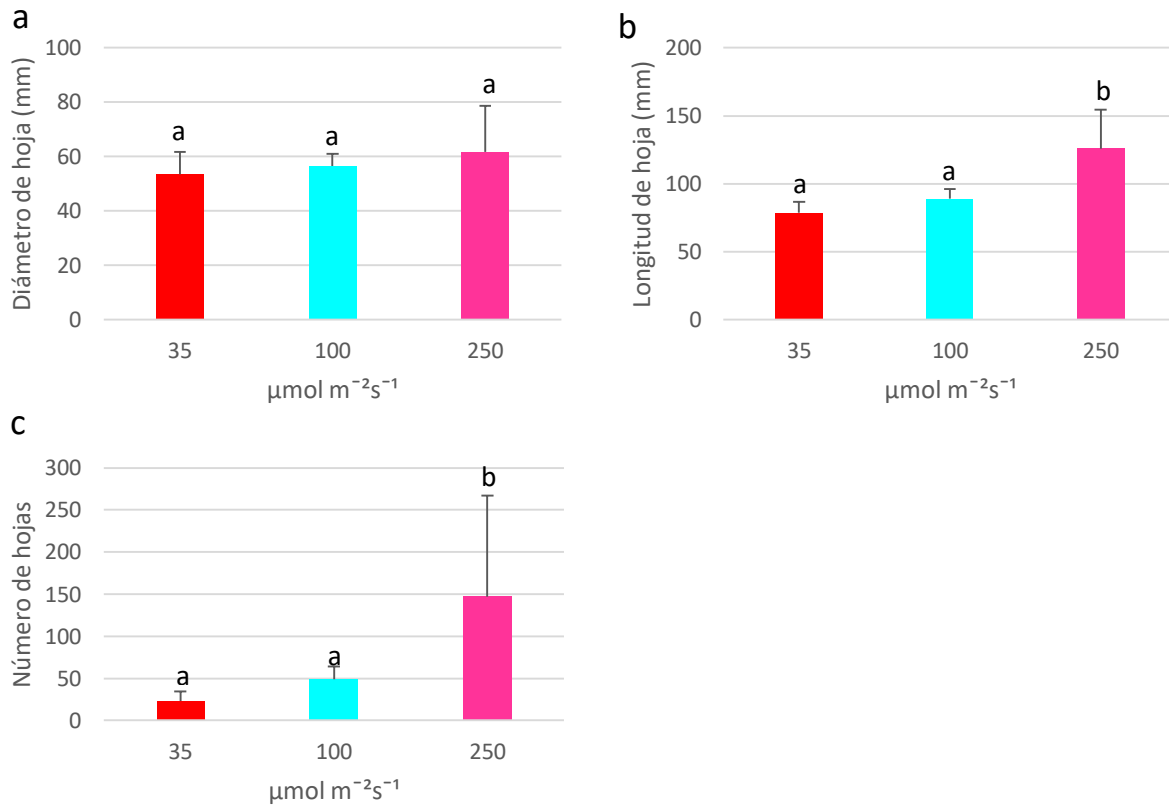 a
Diámetro de hoja (mm)
100
80
60
40
20
0
a
a
a
35
100
250
µmol m⁻²s⁻¹
b
Longitud de hoja (mm)
200
150
100
50
0
a
a
b
35
100
250
µmol m⁻²s⁻¹
c
Número de hojas
300
250
200
150
100
50
0
a
a
b
35
100
250
µmol m⁻²s⁻¹